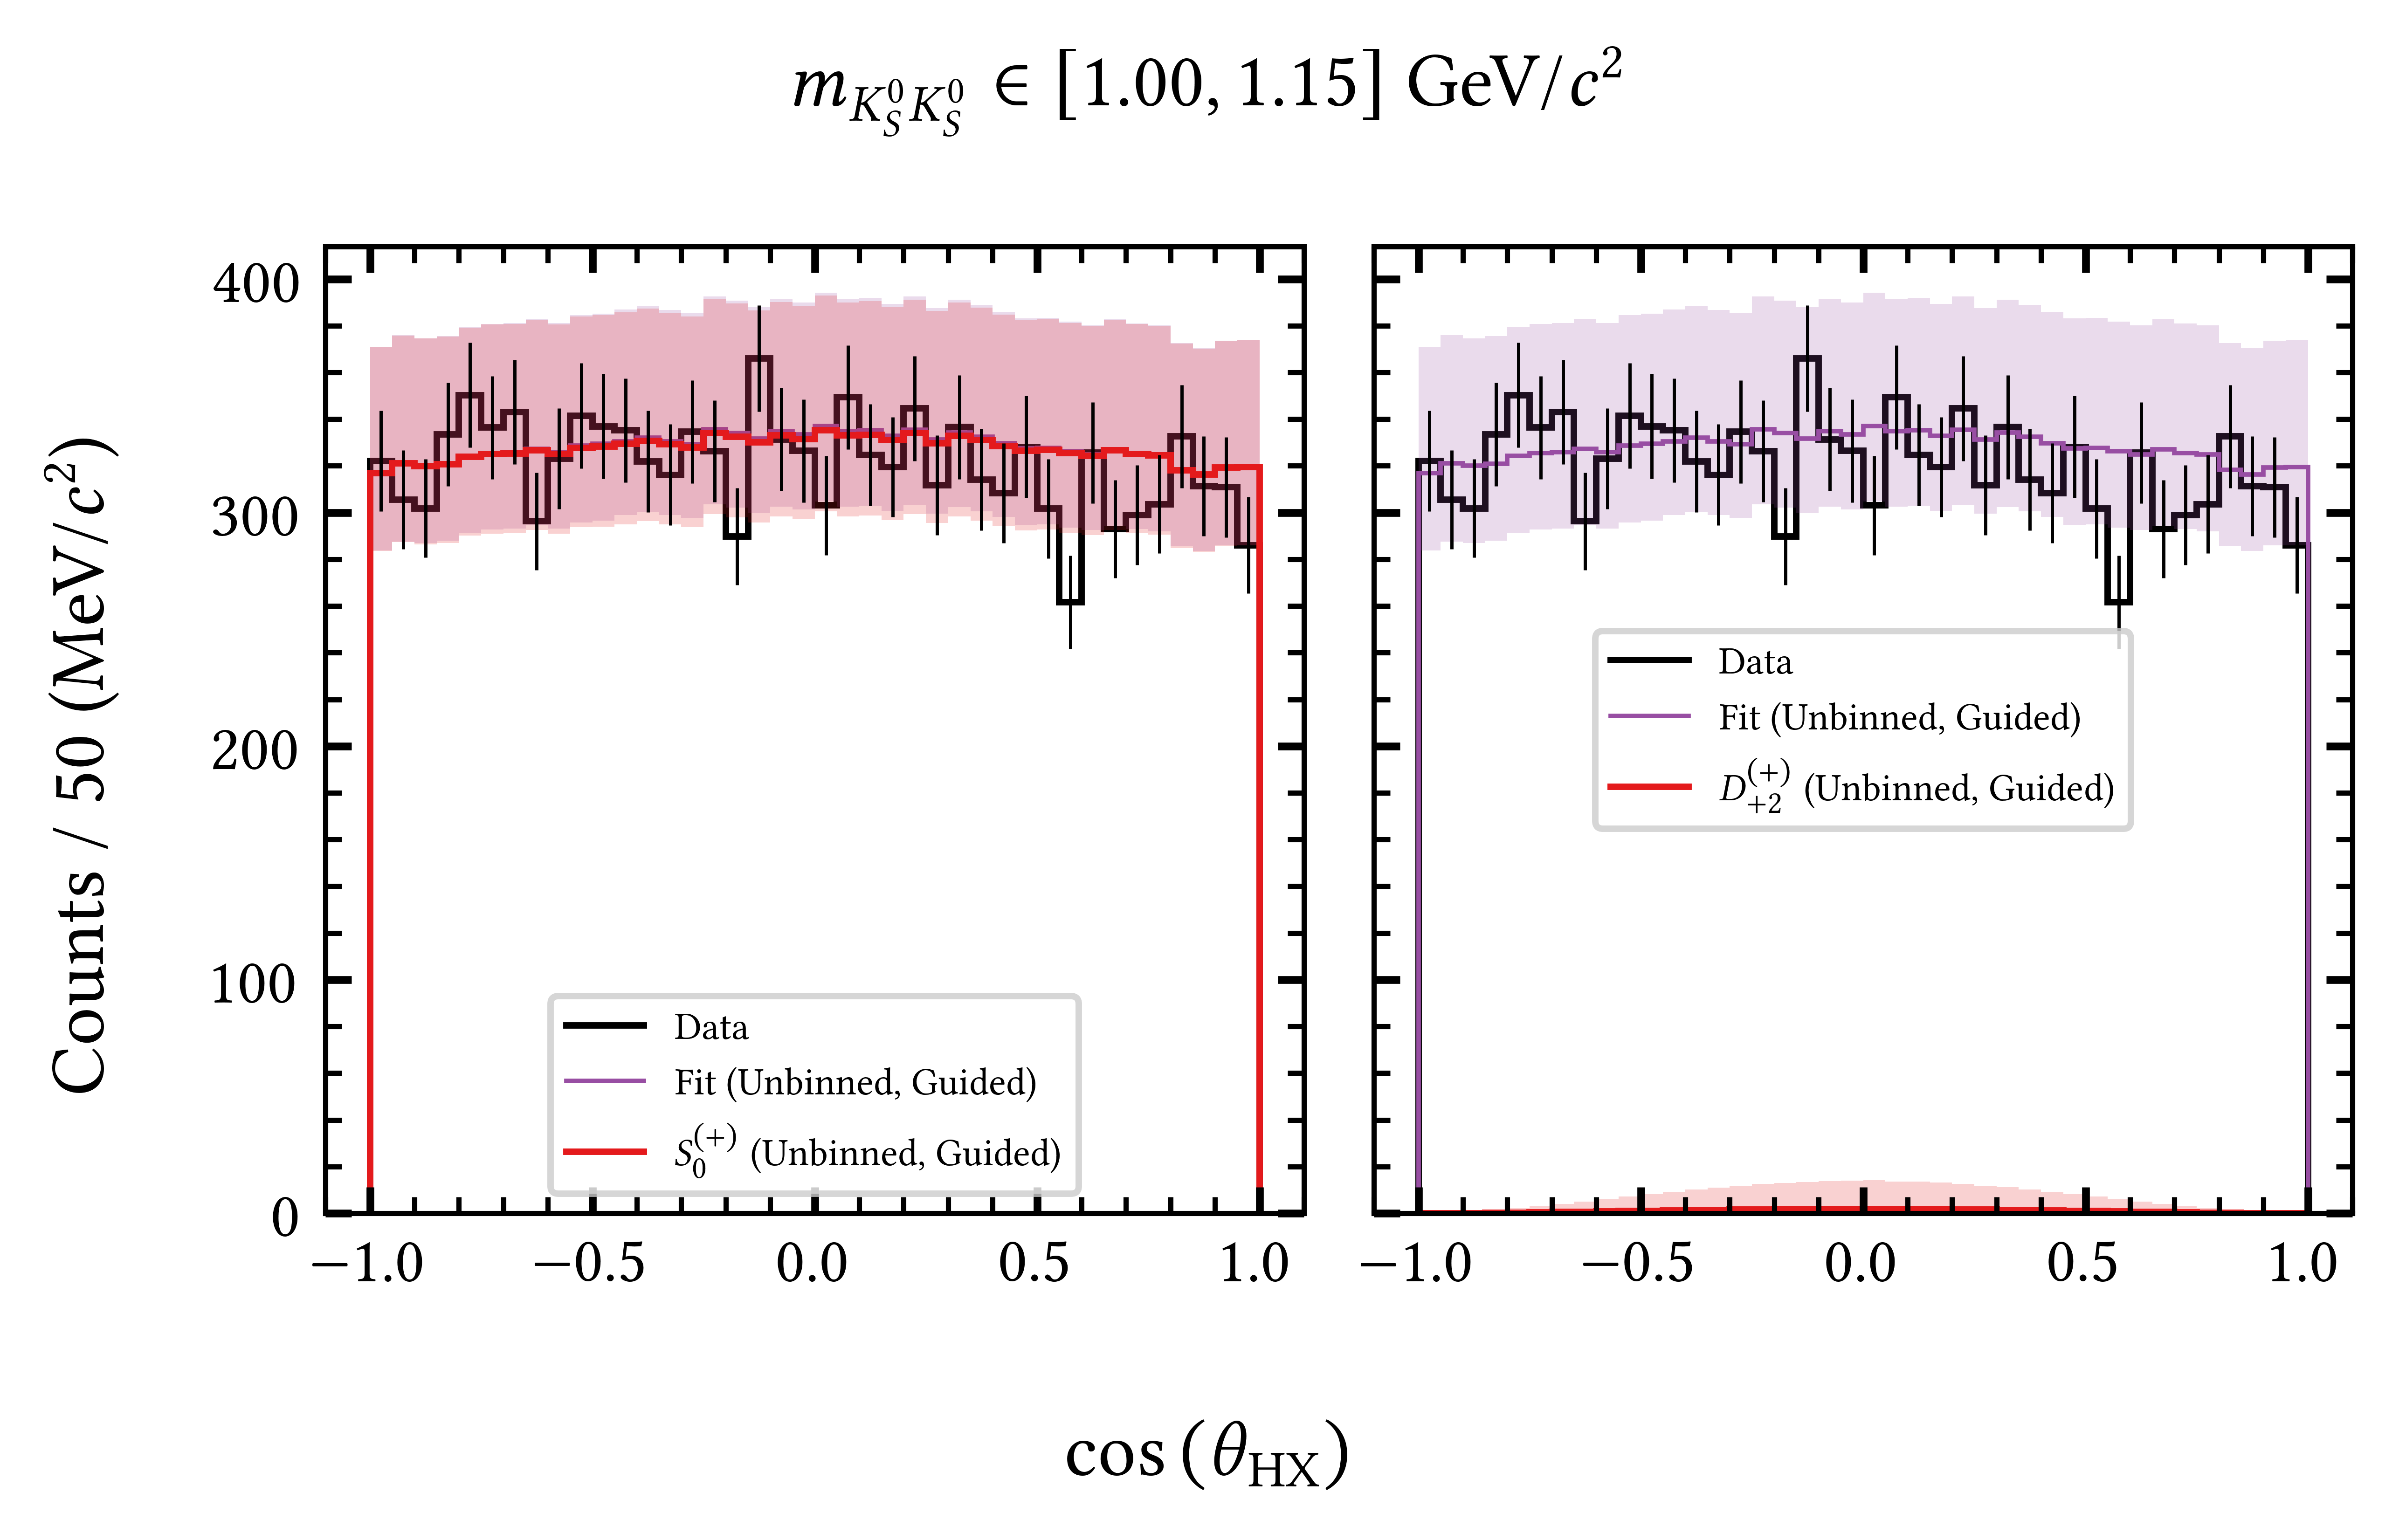 m_{K_S^0 K_S^0} ∈ [1.00, 1.15] GeV/c²
Counts / 50 (MeV/c²)
400
300
200
100
0
−1.0 −0.5 0.0 0.5 1.0
Data
Fit (Unbinned, Guided)
S_0^{(+)} (Unbinned, Guided)
−1.0 −0.5 0.0 0.5 1.0
Data
Fit (Unbinned, Guided)
D_{+2}^{(+)} (Unbinned, Guided)
cos (θ_{HX})